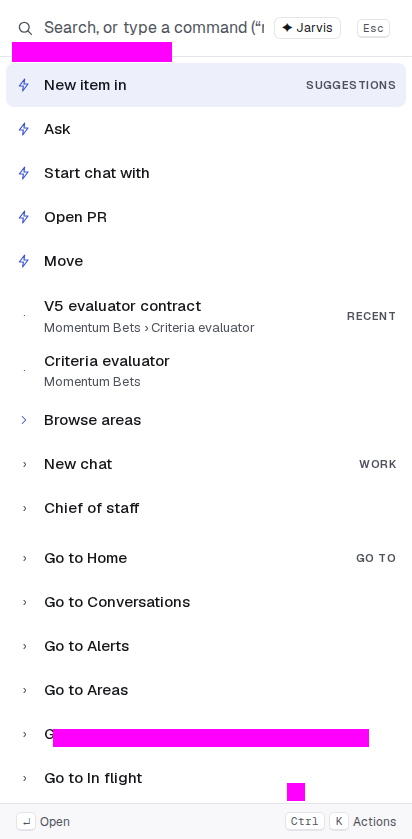 Search, or type a command (“ Jarvis Esc
New item in SUGGESTIONS
Ask
Start chat with
Open PR
Move
V5 evaluator contract RECENT
Momentum Bets › Criteria evaluator
Criteria evaluator
Momentum Bets
Browse areas
New chat WORK
Chief of staff
Go to Home GO TO
Go to Conversations
Go to Alerts
Go to Areas
Go to In flight
↵ Open Ctrl K Actions